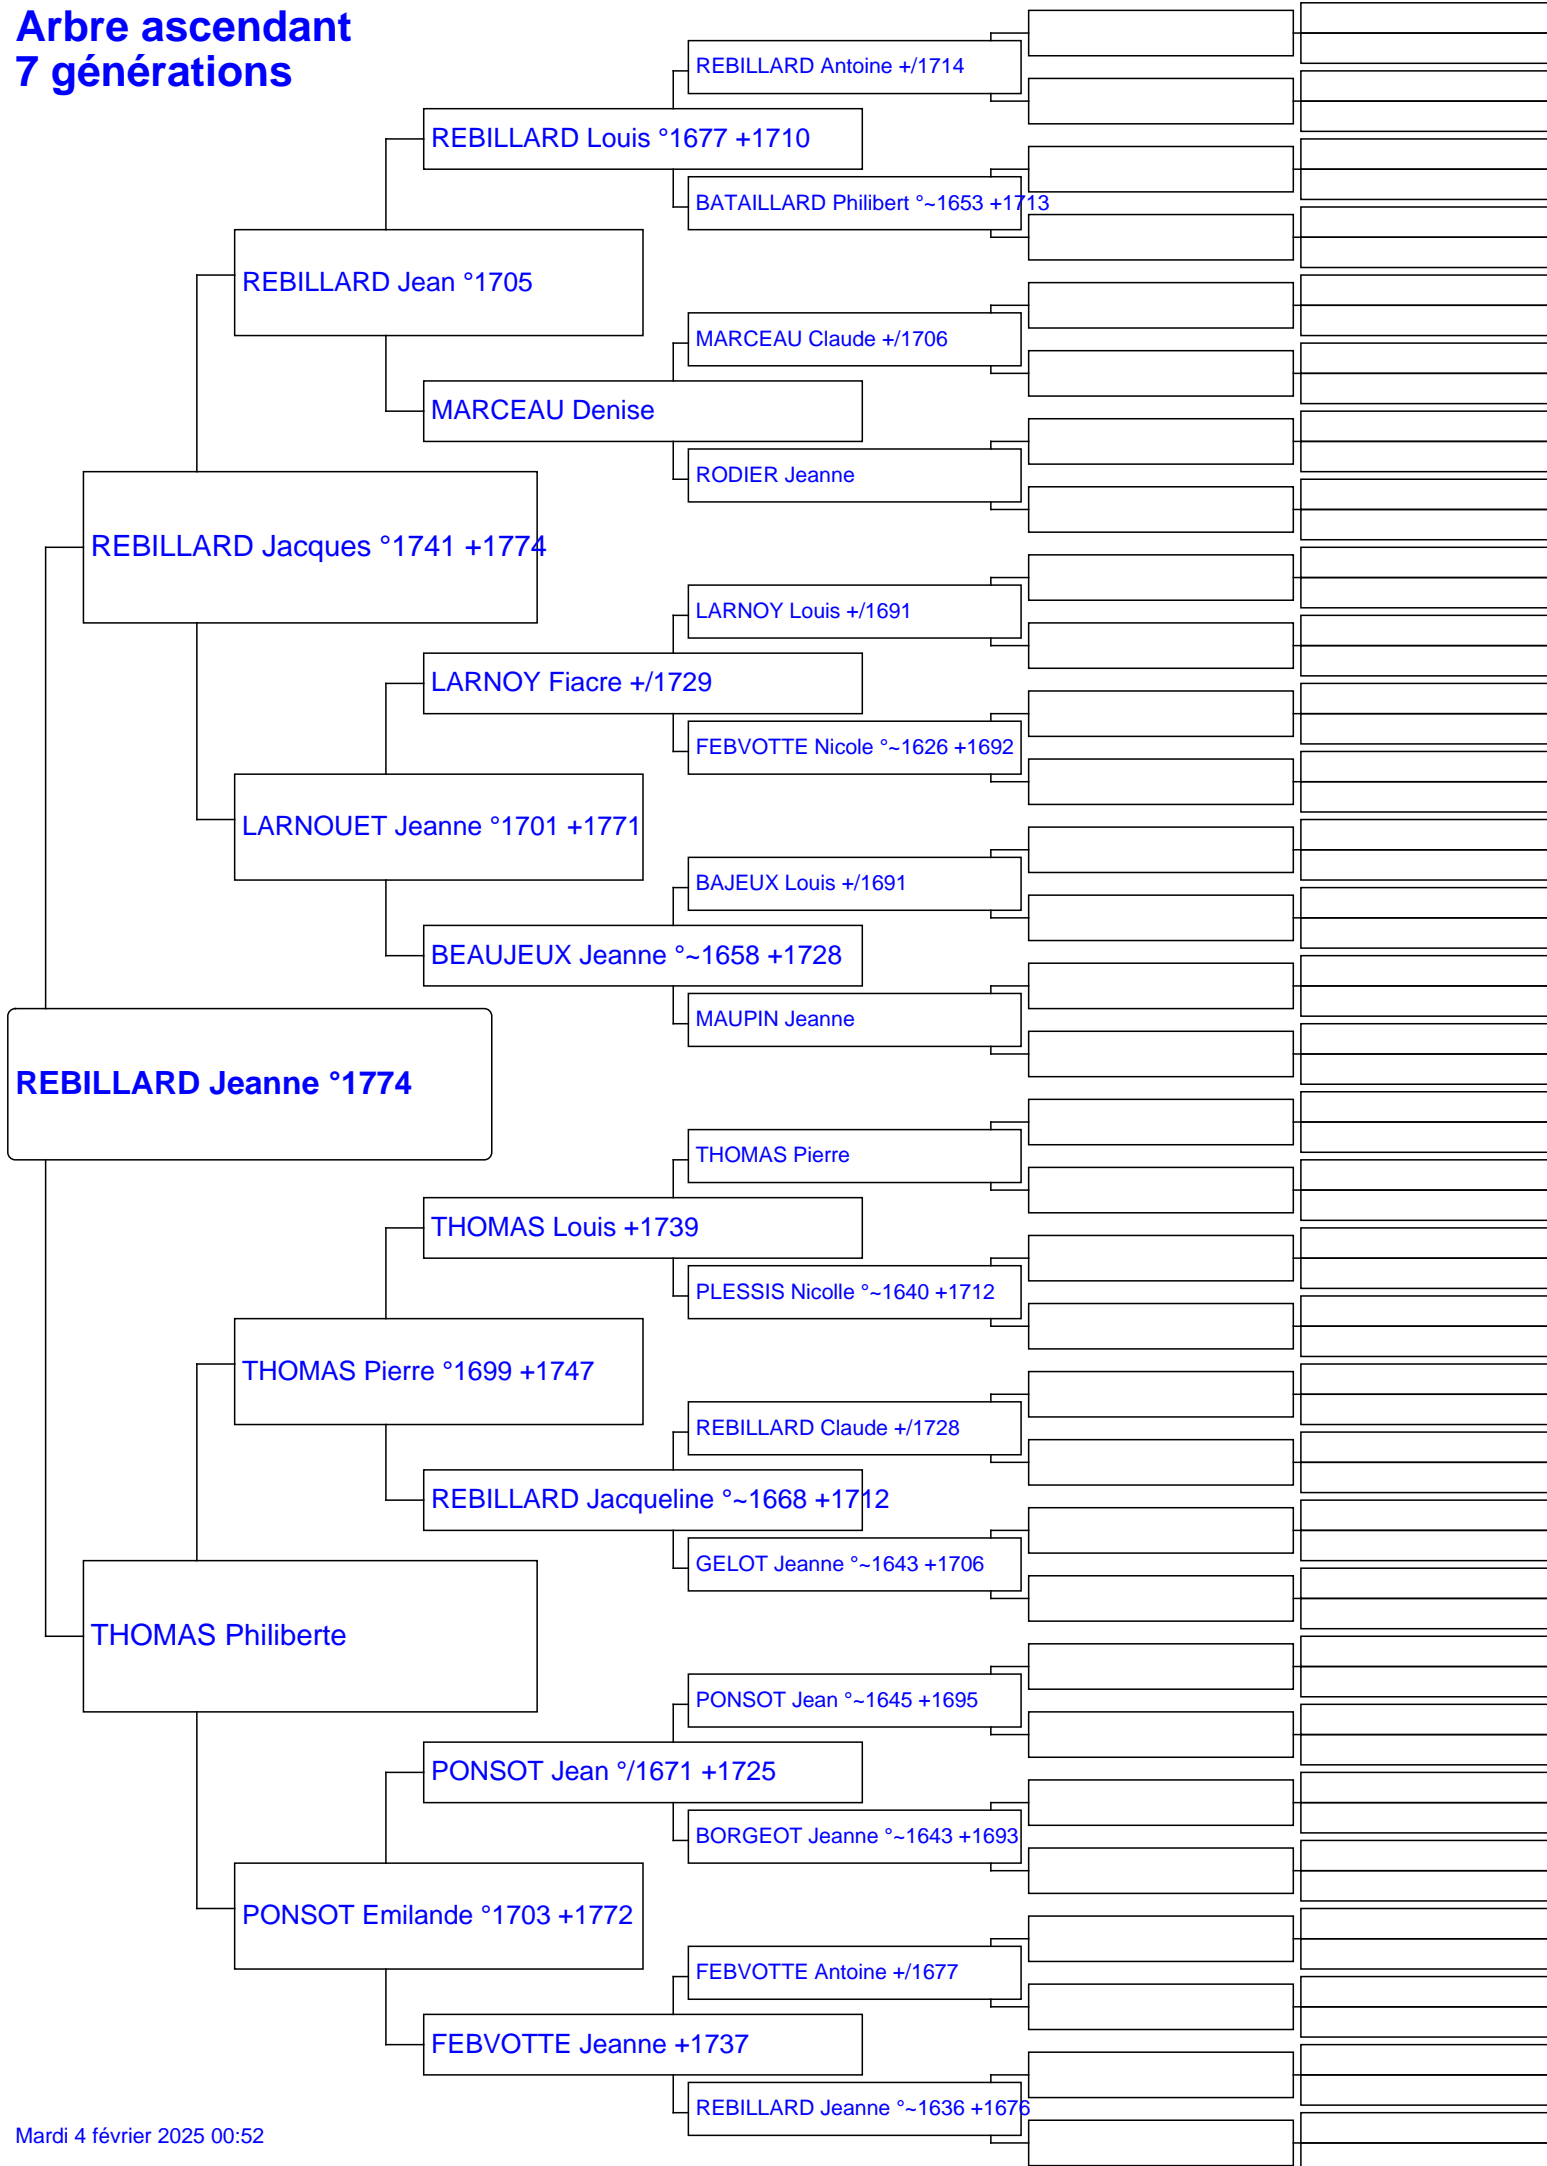 Arbre ascendant
7 générations
REBILLARD Antoine +/1714
REBILLARD Louis °1677 +1710
BATAILLARD Philibert °~1653 +1713
REBILLARD Jean °1705
MARCEAU Claude +/1706
MARCEAU Denise
RODIER Jeanne
REBILLARD Jacques °1741 +1774
LARNOY Louis +/1691
LARNOY Fiacre +/1729
FEBVOTTE Nicole °~1626 +1692
LARNOUET Jeanne °1701 +1771
BAJEUX Louis +/1691
BEAUJEUX Jeanne °~1658 +1728
MAUPIN Jeanne
REBILLARD Jeanne °1774
THOMAS Pierre
THOMAS Louis +1739
PLESSIS Nicolle °~1640 +1712
THOMAS Pierre °1699 +1747
REBILLARD Claude +/1728
REBILLARD Jacqueline °~1668 +1712
GELOT Jeanne °~1643 +1706
THOMAS Philiberte
PONSOT Jean °~1645 +1695
PONSOT Jean °/1671 +1725
BORGEOT Jeanne °~1643 +1693
PONSOT Emilande °1703 +1772
FEBVOTTE Antoine +/1677
FEBVOTTE Jeanne +1737
REBILLARD Jeanne °~1636 +1676
Mardi 4 février 2025 00:52